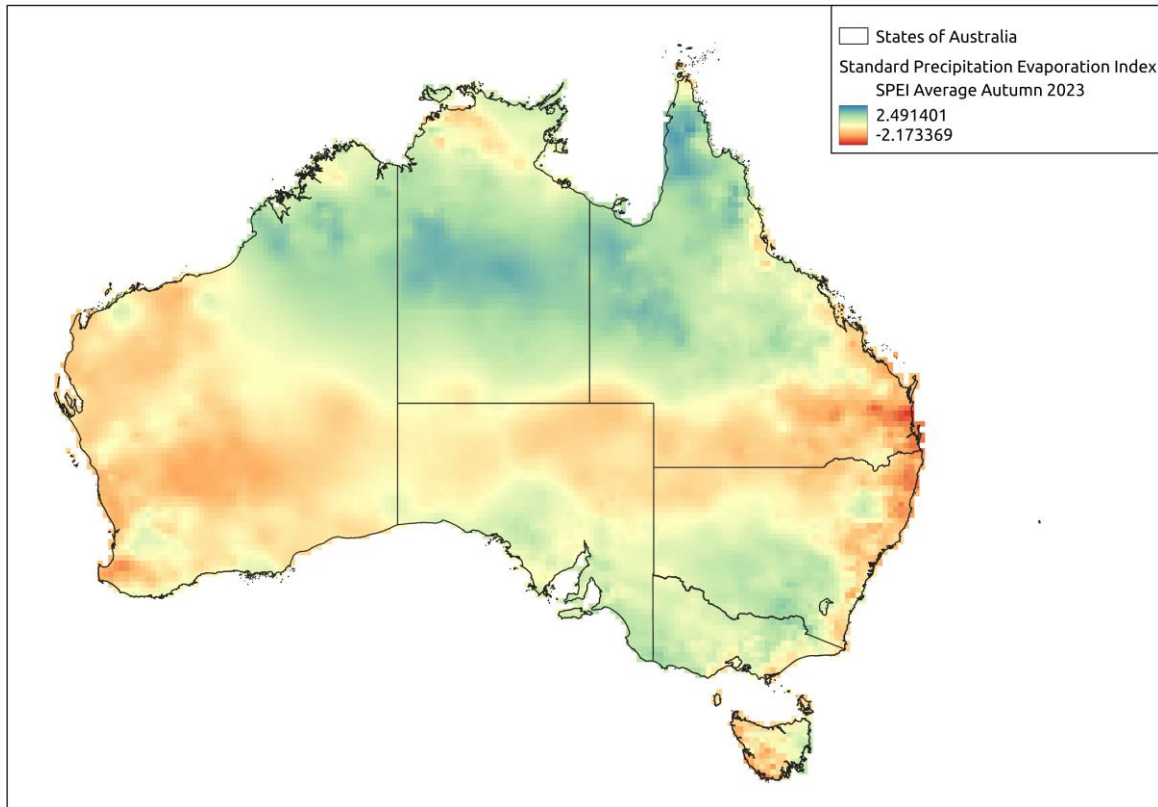 States of Australia
Standard Precipitation Evaporation Index
SPEI Average Autumn 2023
2.491401
-2.173369